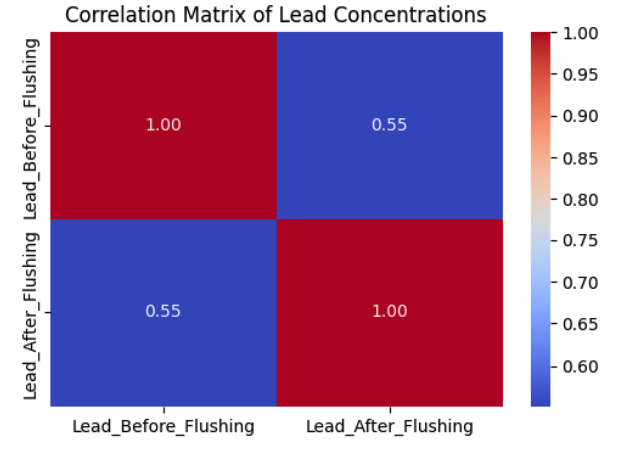 Correlation Matrix of Lead Concentrations
Lead_Before_Flushing
1.00
0.55
Lead_After_Flushing
0.55
1.00
Lead_Before_Flushing
Lead_After_Flushing
1.00
0.95
0.90
0.85
0.80
0.75
0.70
0.65
0.60